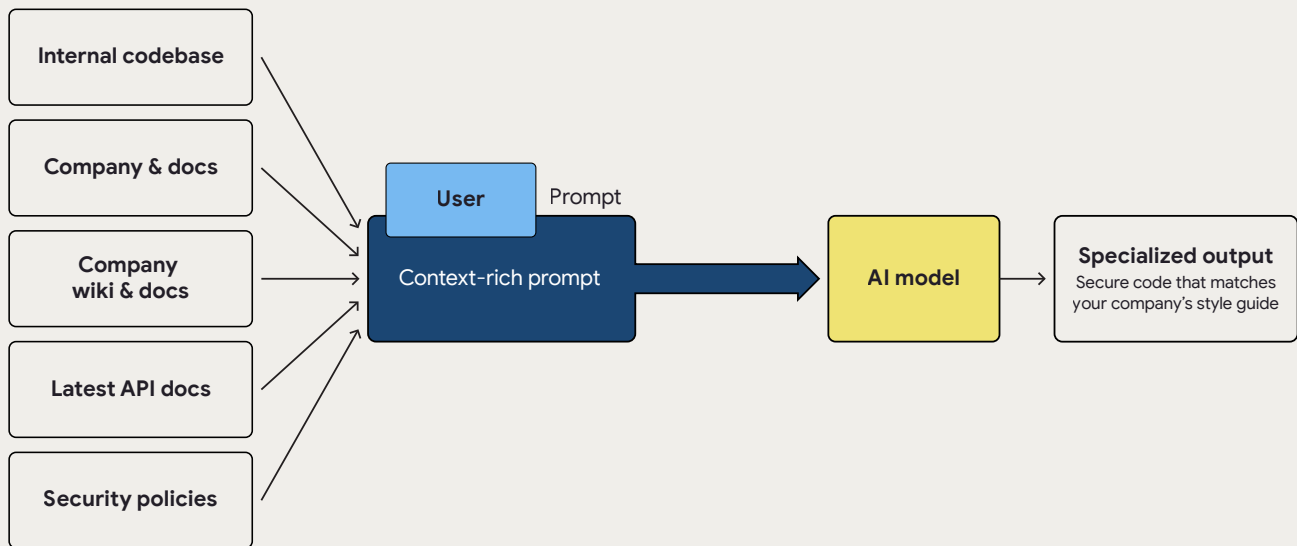 Internal codebase
Company & docs
Company
wiki & docs
Latest API docs
Security policies
User
Prompt
Context-rich prompt
AI model
Specialized output
Secure code that matches
your company’s style guide